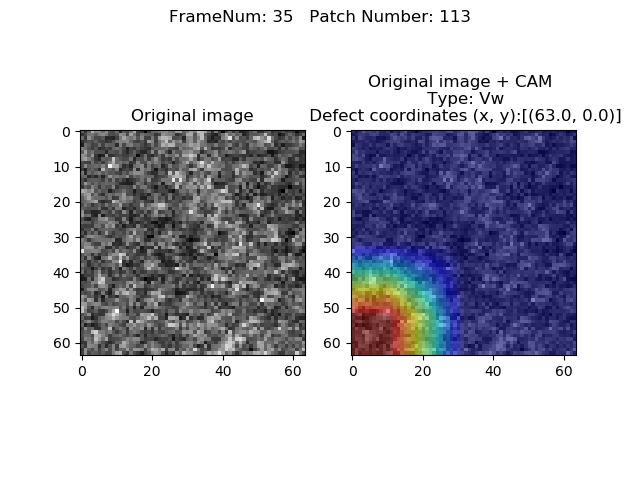 FrameNum: 35   Patch Number: 113
Original image
Original image + CAM
Type: Vw
Defect coordinates (x, y):[(63.0, 0.0)]
0
10
20
30
40
50
60
0 20 40 60
0
10
20
30
40
50
60
0 20 40 60